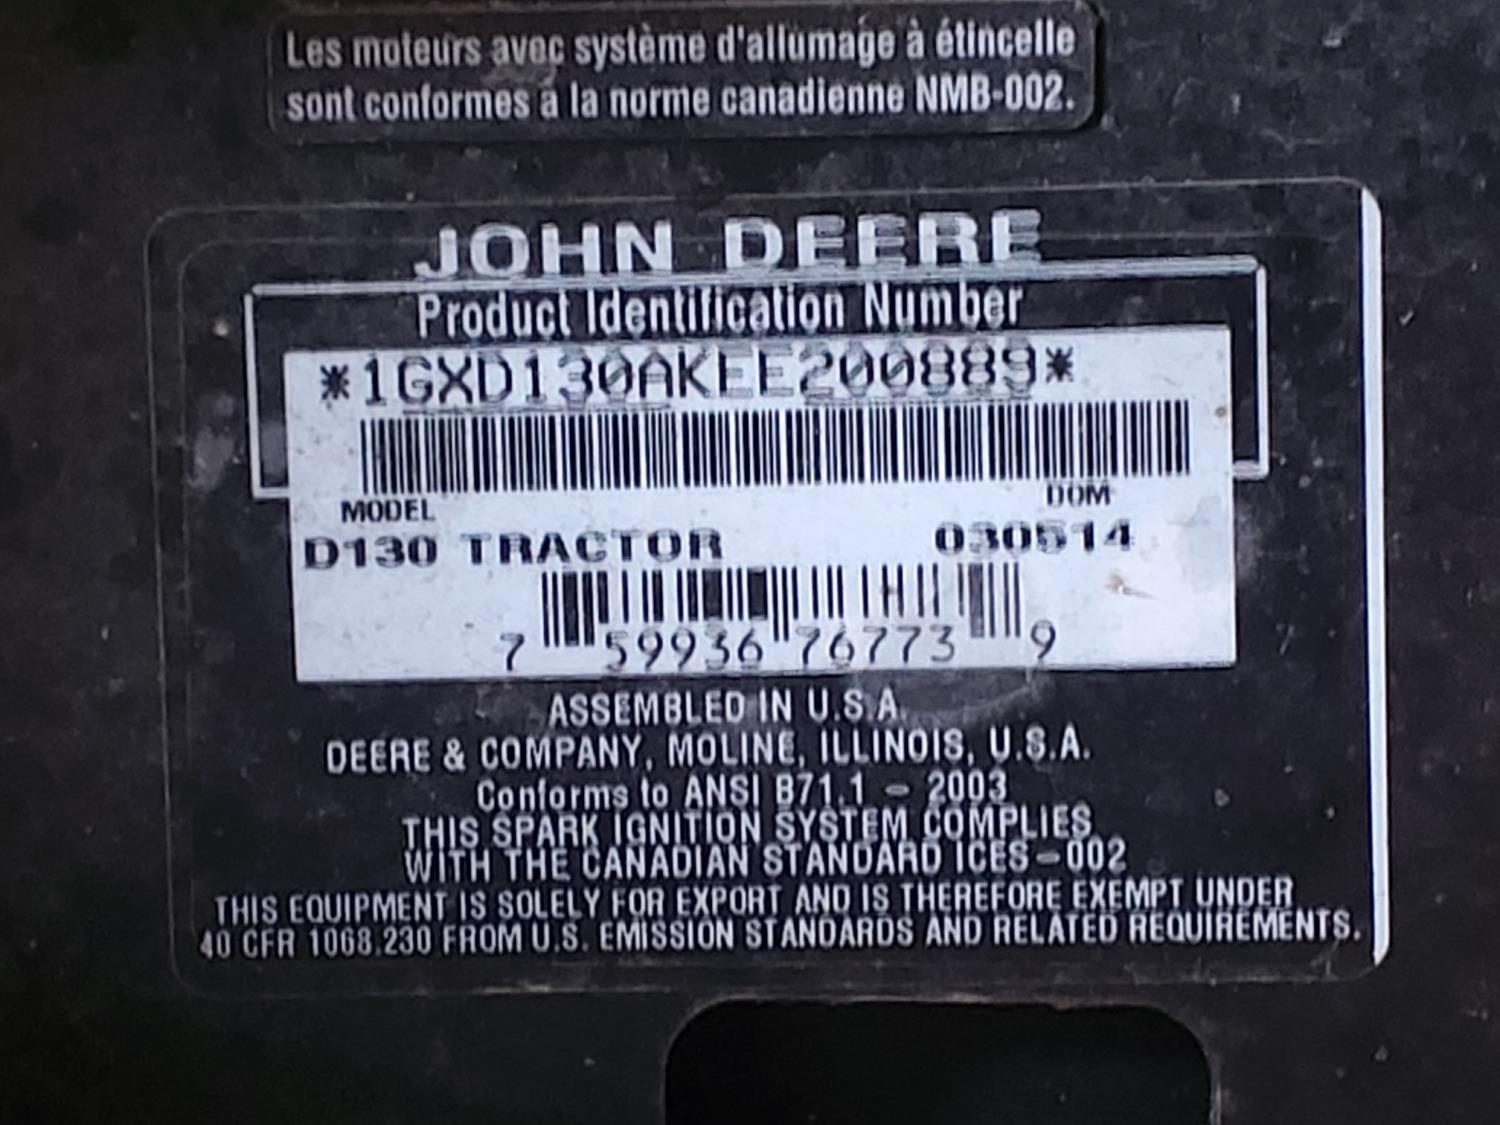 Les moteurs avec système d'allumage à étincelle
sont conformes à la norme canadienne NMB-002.
JOHN DEERE
Product Identification Number
*1GXD130AKEE200889*
MODEL
DOM
D130 TRACTOR
030514
7 59936 76773 9
ASSEMBLED IN U.S.A.
DEERE & COMPANY, MOLINE, ILLINOIS, U.S.A.
Conforms to ANSI B71.1 - 2003
THIS SPARK IGNITION SYSTEM COMPLIES
WITH THE CANADIAN STANDARD ICES-002
THIS EQUIPMENT IS SOLELY FOR EXPORT AND IS THEREFORE EXEMPT UNDER
40 CFR 1068.230 FROM U.S. EMISSION STANDARDS AND RELATED REQUIREMENTS.